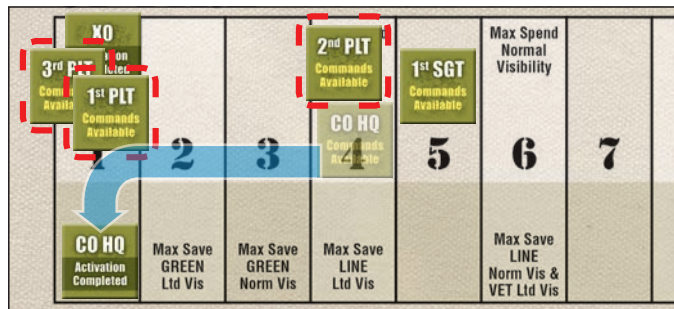 XO
3rd PLT
Commands
Available
1st PLT
Commands
Available
1
2nd PLT
Commands
Available
CO HQ
Commands
Available
1st SGT
Commands
Available
Max Spend
Normal
Visibility
2
3
4
5
6
7
CO HQ
Activation
Completed
Max Save
GREEN
Ltd Vis
Max Save
GREEN
Norm Vis
Max Save
LINE
Ltd Vis
Max Save
LINE
Norm Vis &
VET Ltd Vis